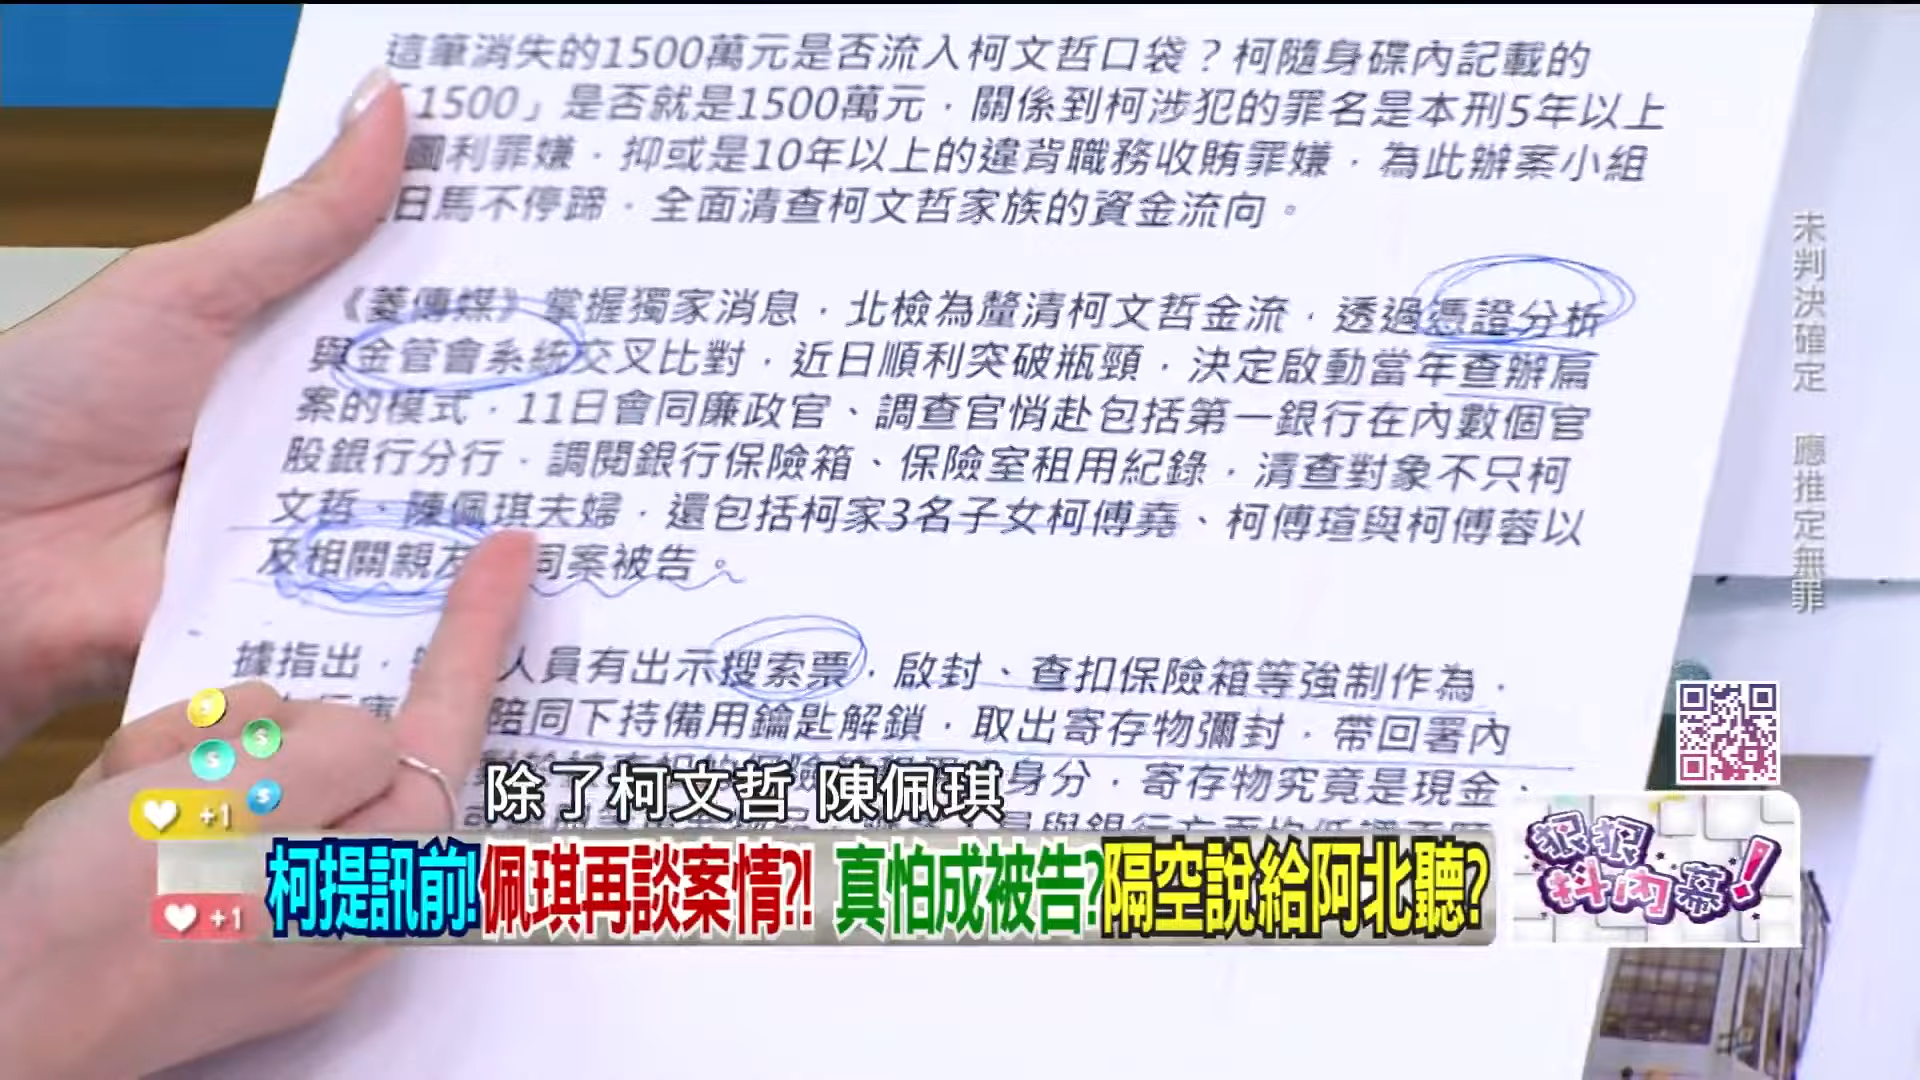 這筆消失的1500萬元是否流入柯文哲口袋？柯隨身碟內記載的
「1500」是否就是1500萬元，關係到柯涉犯的罪名是本刑5年以上
圖利罪嫌，抑或是10年以上的違背職務收賄罪嫌，為此辦案小組
日馬不停蹄，全面清查柯文哲家族的資金流向。
《菱傳媒》掌握獨家消息，北檢為釐清柯文哲金流，透過憑證分析
與金管會系統交叉比對，近日順利突破瓶頸，決定啟動當年查辦扁
案的模式，11日會同廉政官、調查官悄赴包括第一銀行在內數個官
股銀行分行，調閱銀行保險箱、保險室租用紀錄，清查對象不只柯
文哲、陳佩琪夫婦，還包括柯家3名子女柯傅堯、柯傅瑄與柯傅蓉以
及相關親友 同案被告。
據指出， 人員有出示搜索票，啟封、查扣保險箱等強制作為，
陪同下持備用鑰匙解鎖，取出寄存物彌封，帶回署內
身分，寄存物究竟是現金、
除了柯文哲 陳佩琪
柯提訊前!佩琪再談案情?! 真怕成被告?隔空說給阿北聽?
未判決確定 應推定無罪
狠狠抖內幕!
+1
+1